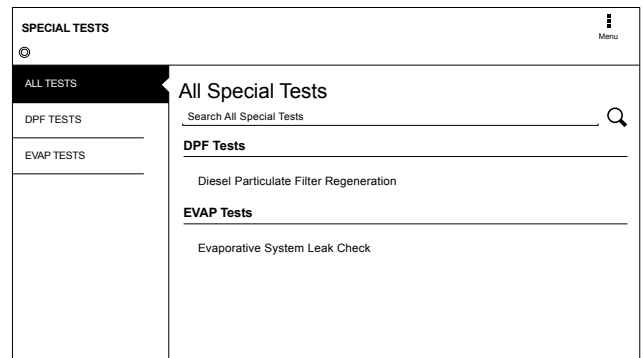 SPECIAL TESTS
Menu
ALL TESTS
DPF TESTS
EVAP TESTS
All Special Tests
Search All Special Tests
DPF Tests
Diesel Particulate Filter Regeneration
EVAP Tests
Evaporative System Leak Check